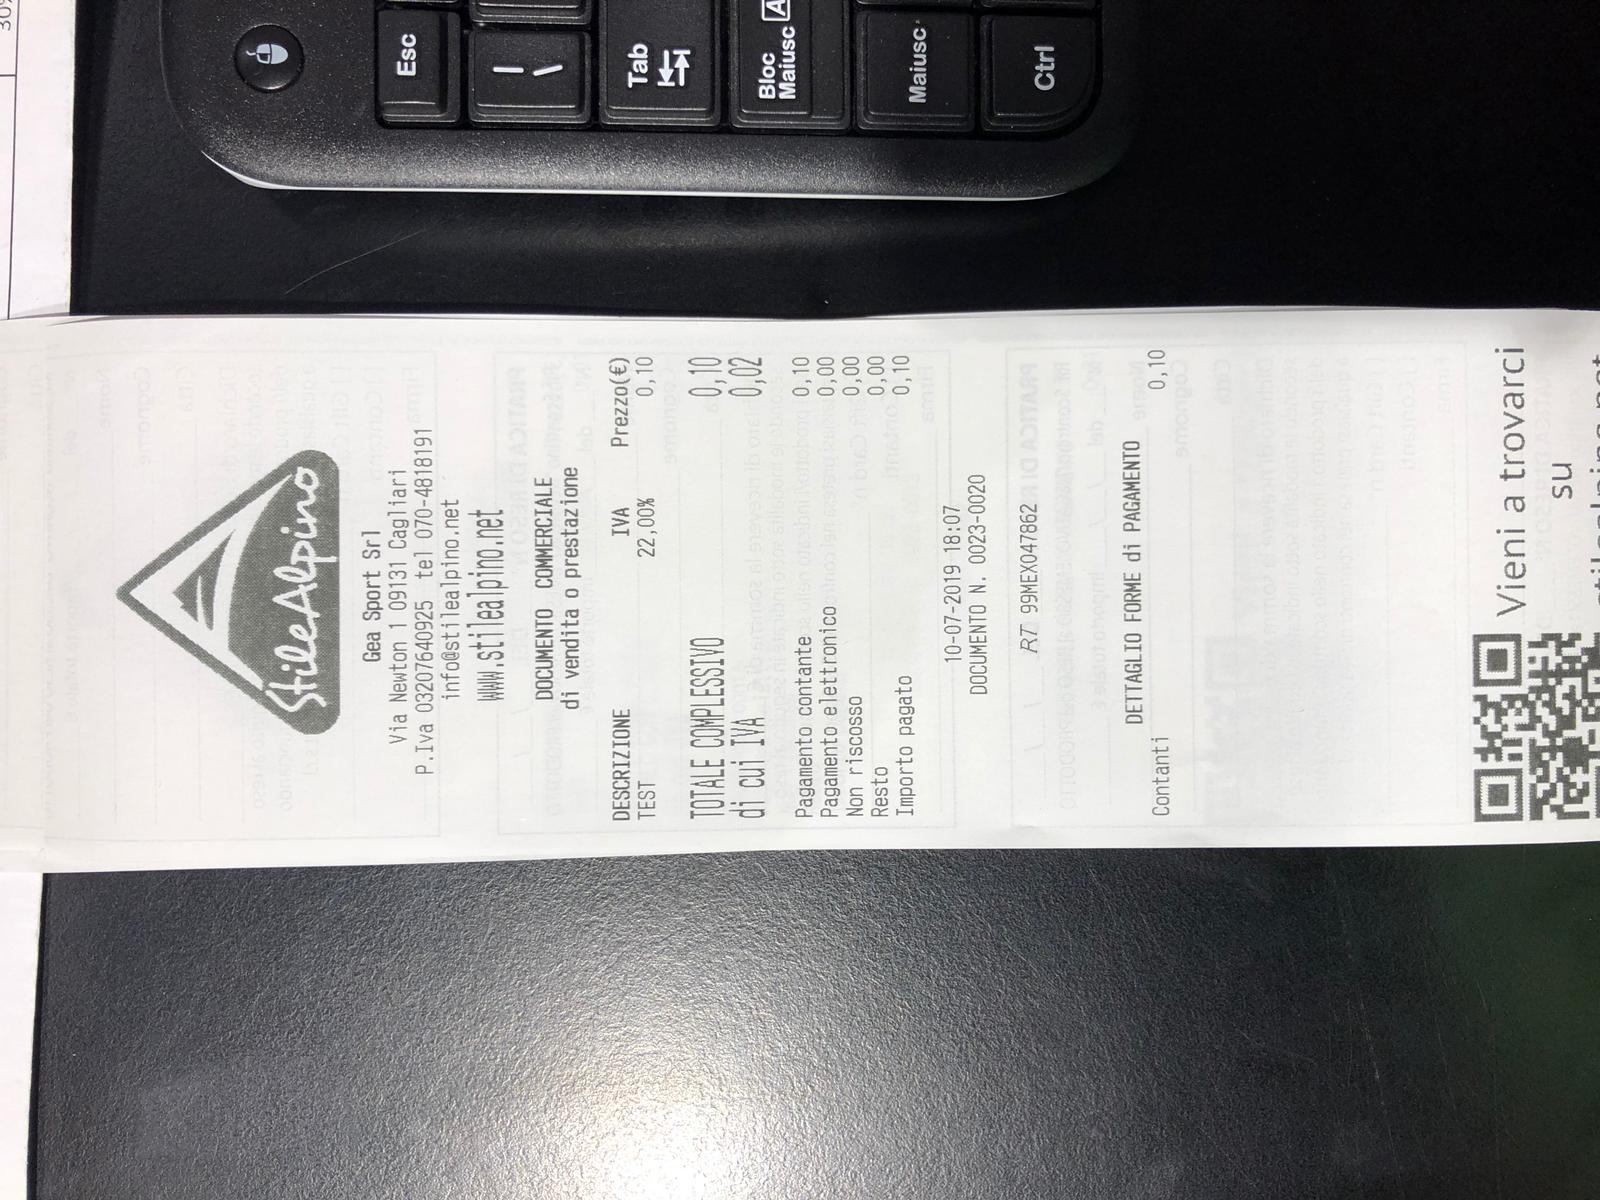 StileAlpino
Gea Sport Srl
Via Newton 1 09131 Cagliari
P.Iva 03207640925 tel 070-4818191
info@stilealpino.net
www.stilealpino.net
DOCUMENTO COMMERCIALE
di vendita o prestazione
DESCRIZIONE IVA Prezzo(€)
TEST 22,00% 0,10
TOTALE COMPLESSIVO 0,10
di cui IVA 0,02
Pagamento contante 0,10
Pagamento elettronico 0,00
Non riscosso 0,00
Resto 0,00
Importo pagato 0,10
10-07-2019 18:07
DOCUMENTO N. 0023-0020
RT 99MEX047862
DETTAGLIO FORME di PAGAMENTO
Contanti 0,10
Vieni a trovarci
su
stilealpino.net
Esc
Tab
Bloc
Maiusc A
Maiusc
Ctrl
\ |
30%